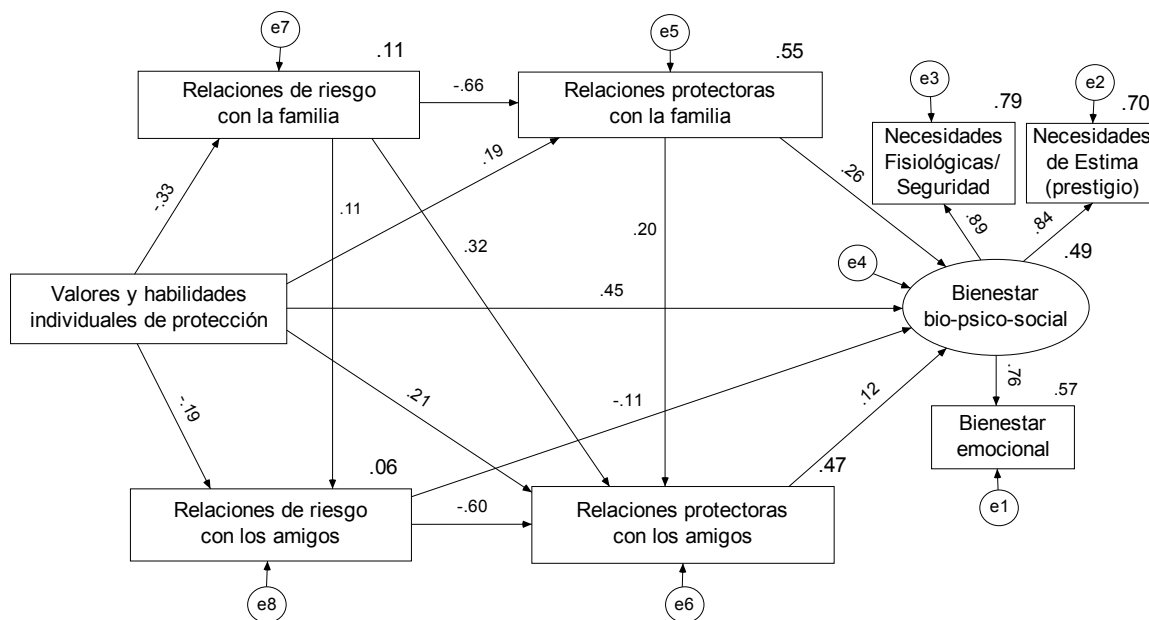 e7
.11
e5
.55
e3
.79
e2
.70
Relaciones de riesgo
con la familia
-.66
Relaciones protectoras
con la familia
Necesidades
Fisiológicas/
Seguridad
Necesidades
de Estima
(prestigio)
-.33
.11
.19
.32
.20
.26
.89
.84
.49
e4
Valores y habilidades
individuales de protección
.45
Bienestar
bio-psico-social
-.19
.21
-.11
.12
.76
.57
Bienestar
emocional
e1
.06
.47
Relaciones de riesgo
con los amigos
-.60
Relaciones protectoras
con los amigos
e8
e6